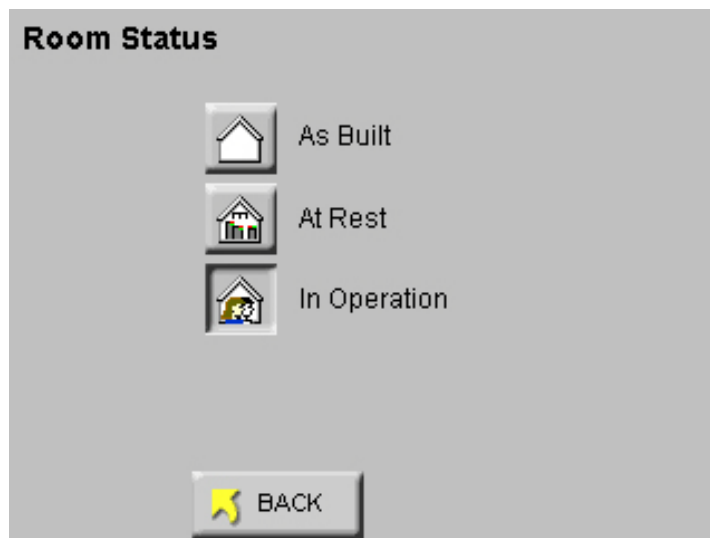 Room Status
As Built
At Rest
In Operation
BACK